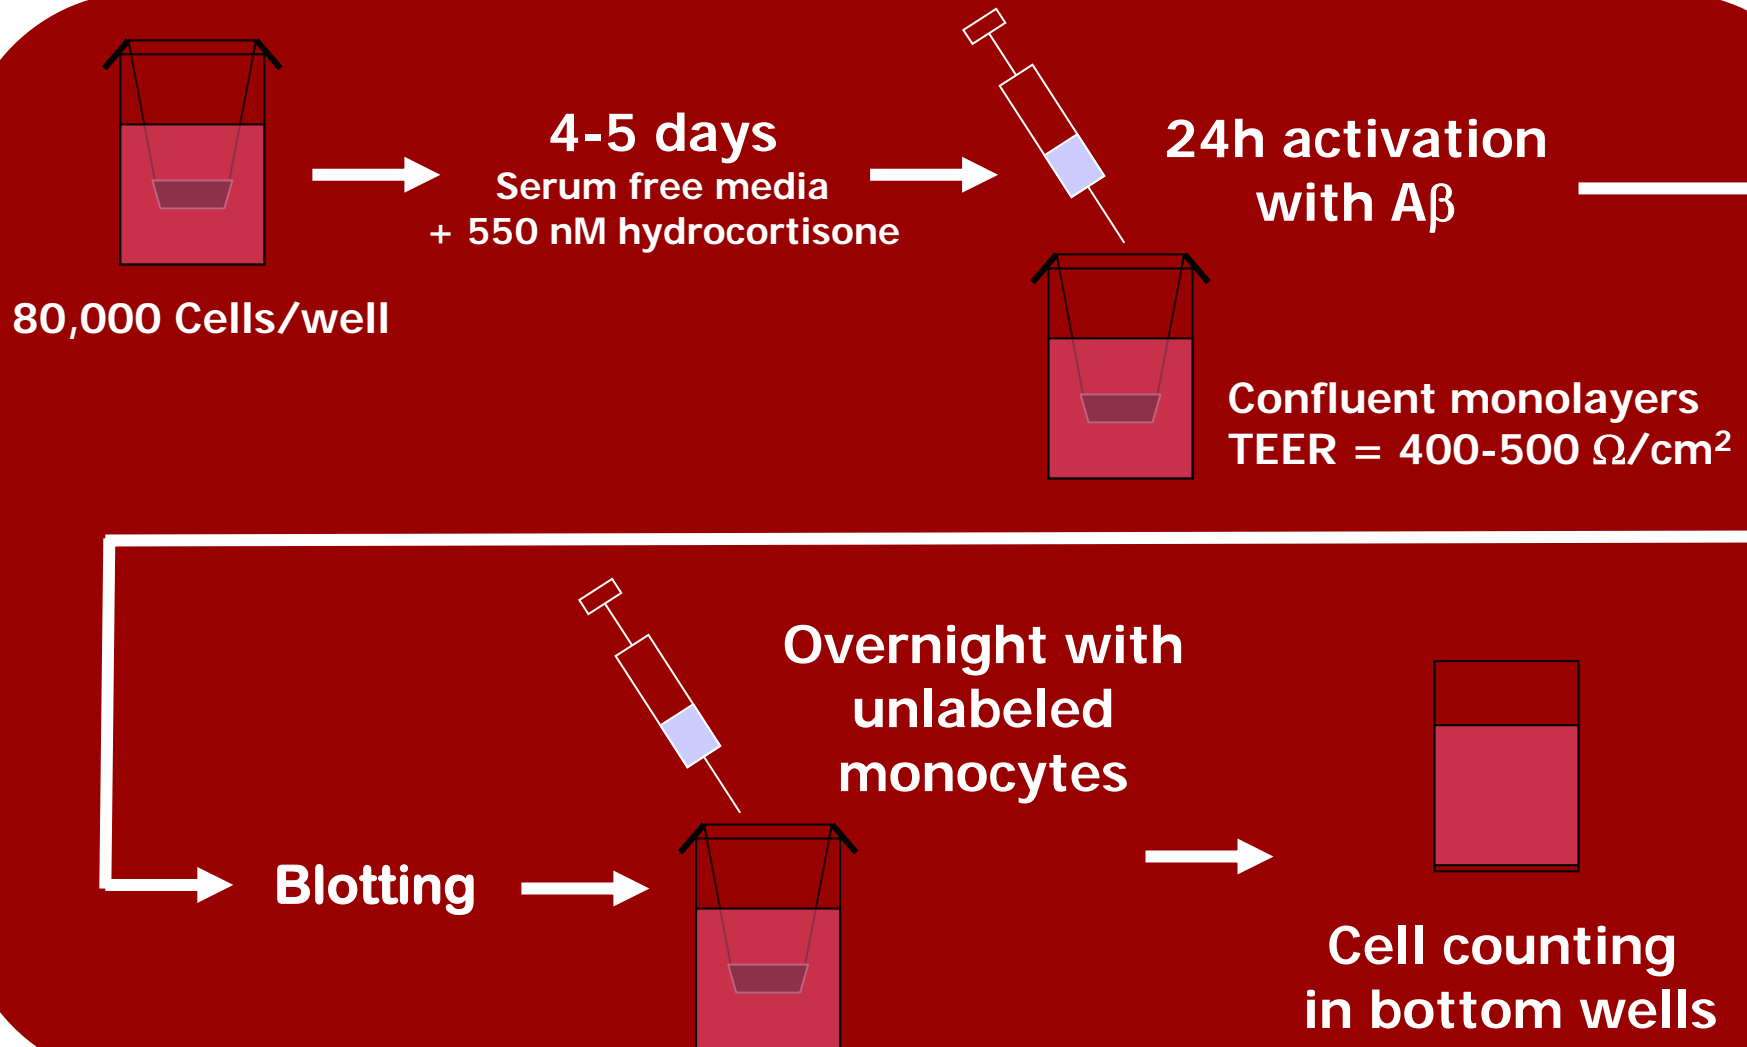 80,000 Cells/well
4-5 days
Serum free media
+ 550 nM hydrocortisone
24h activation
with Aβ
Confluent monolayers
TEER = 400-500 Ω/cm²
Blotting
Overnight with
unlabeled
monocytes
Cell counting
in bottom wells